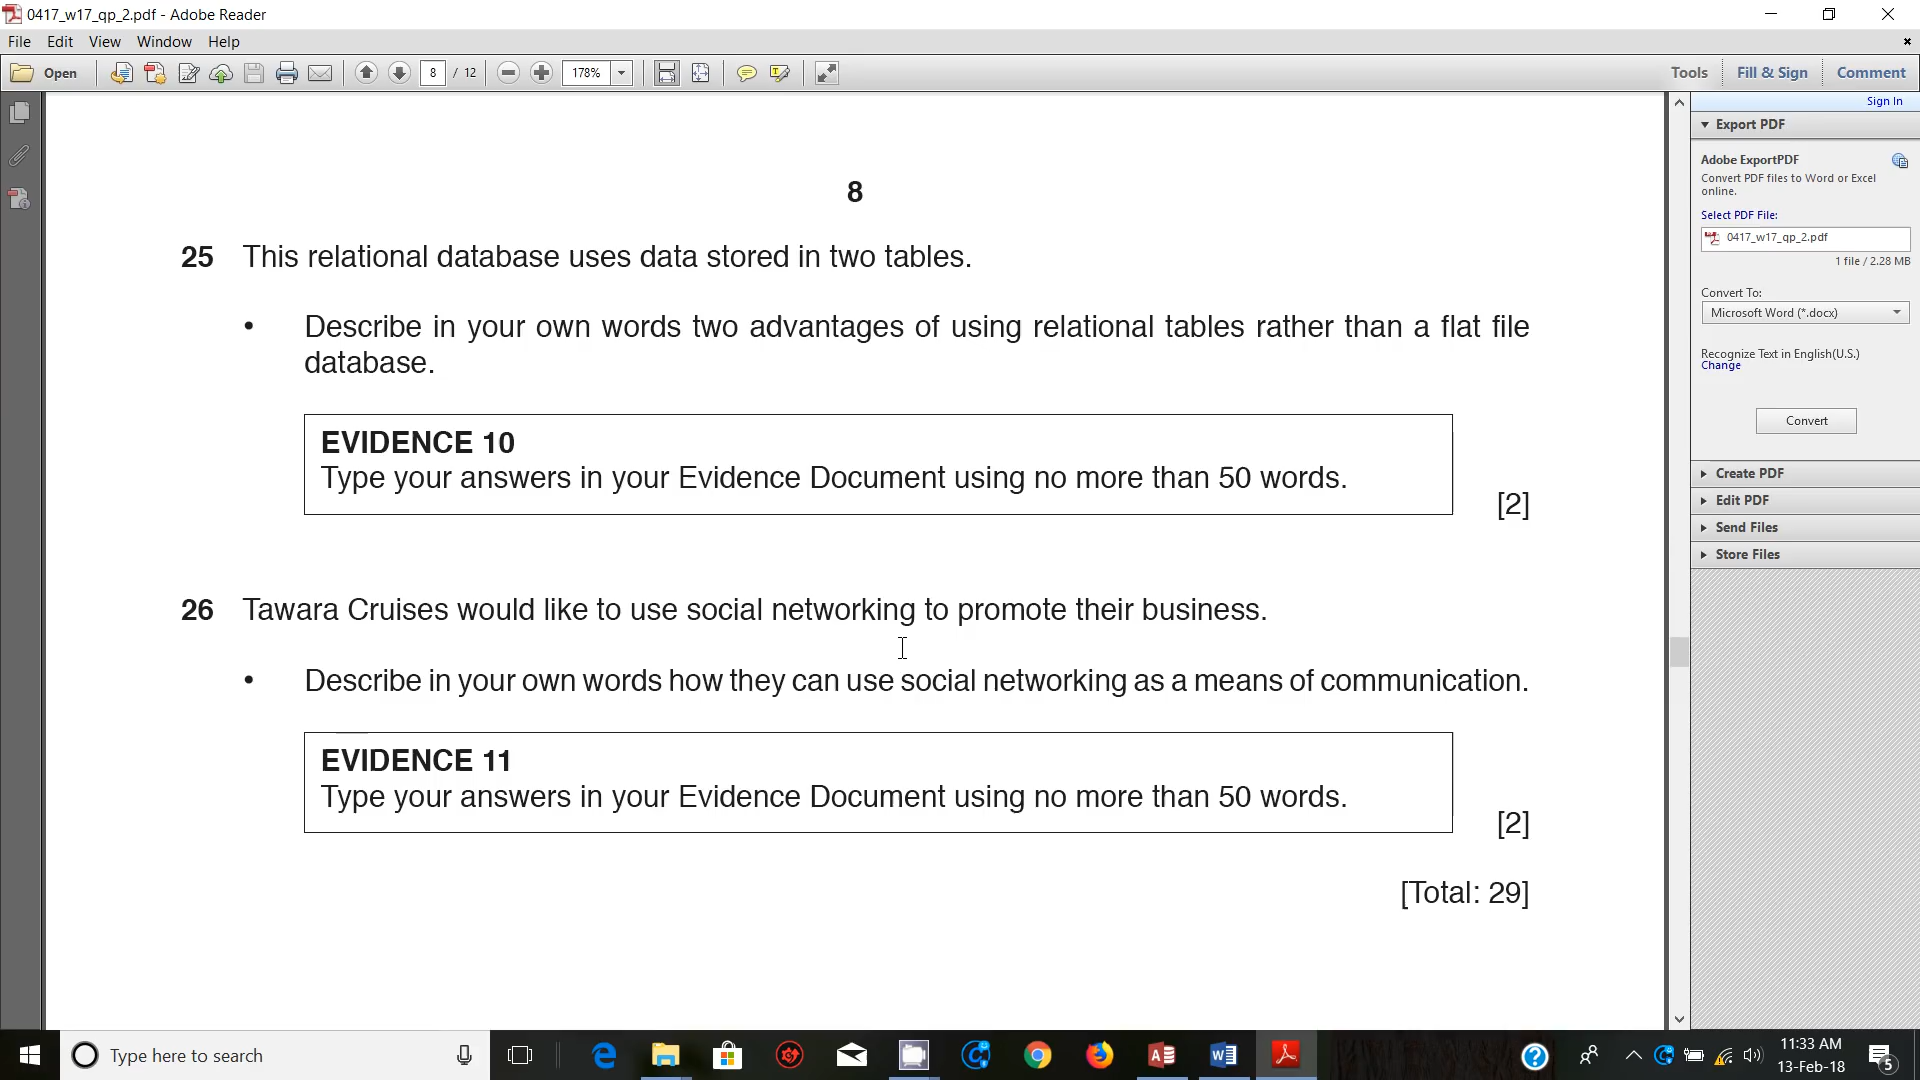 0417_w17_qp_2.pdf - Adobe Reader
File Edit View Window Help
Open 8 / 12 178% Tools Fill & Sign Comment
Sign In
Export PDF
Adobe ExportPDF
Convert PDF files to Word or Excel
online.
Select PDF File:
0417_w17_qp_2.pdf
1 file / 2.28 MB
Convert To:
Microsoft Word (*.docx)
Recognize Text in English(U.S.)
Change
Convert
Create PDF
Edit PDF
Send Files
Store Files
8
25 This relational database uses data stored in two tables.
• Describe in your own words two advantages of using relational tables rather than a flat file
database.
EVIDENCE 10
Type your answers in your Evidence Document using no more than 50 words.
[2]
26 Tawara Cruises would like to use social networking to promote their business.
• Describe in your own words how they can use social networking as a means of communication.
EVIDENCE 11
Type your answers in your Evidence Document using no more than 50 words.
[2]
[Total: 29]
Type here to search
11:33 AM
13-Feb-18
5